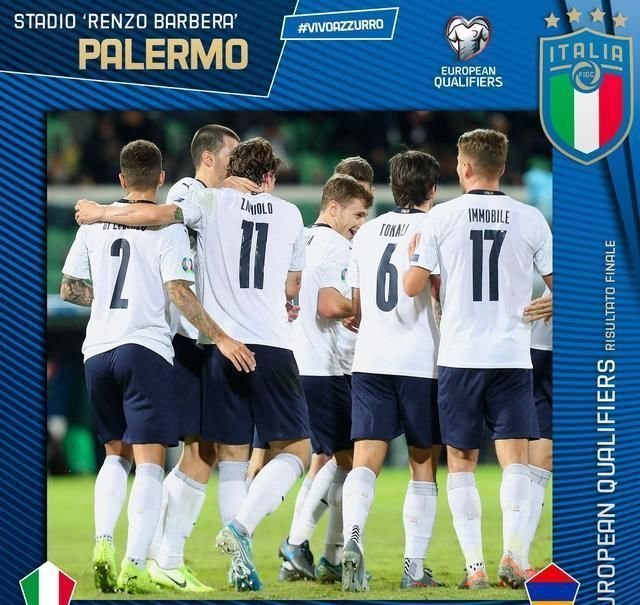 STADIO 'RENZO BARBERA'
PALERMO
#VIVOAZZURRO
EUROPEAN
QUALIFIERS
ITALIA
FIGC
ZANIOLO
IMMOBILE
2
11
6
17
EUROPEAN QUALIFIERS RISULTATO FINALE